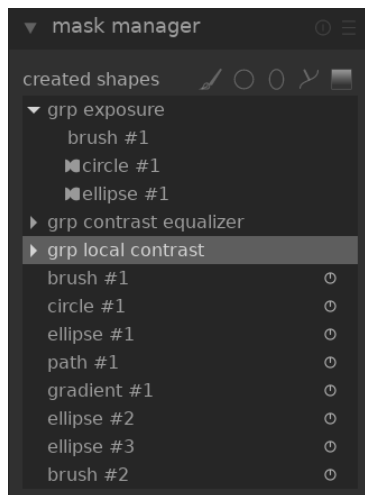 mask manager
created shapes
grp exposure
brush #1
circle #1
ellipse #1
grp contrast equalizer
grp local contrast
brush #1
circle #1
ellipse #1
path #1
gradient #1
ellipse #2
ellipse #3
brush #2